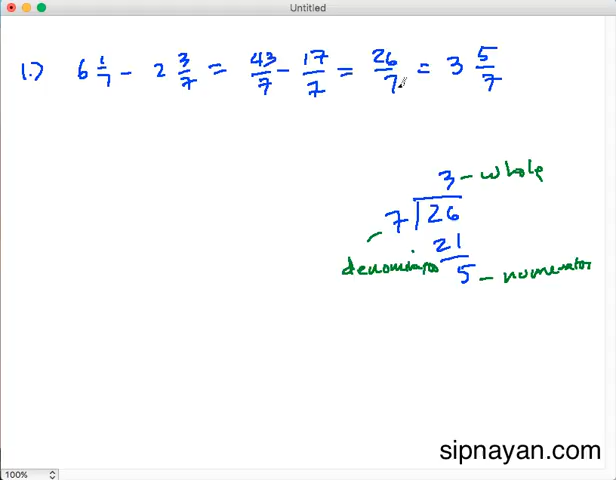 Untitled
1.) 6 1/7 - 2 3/7 = 43/7 - 17/7 = 26/7 = 3 5/7
3 - whole
7 26
21
denominator
5 - numerator
sipnayan.com
100%